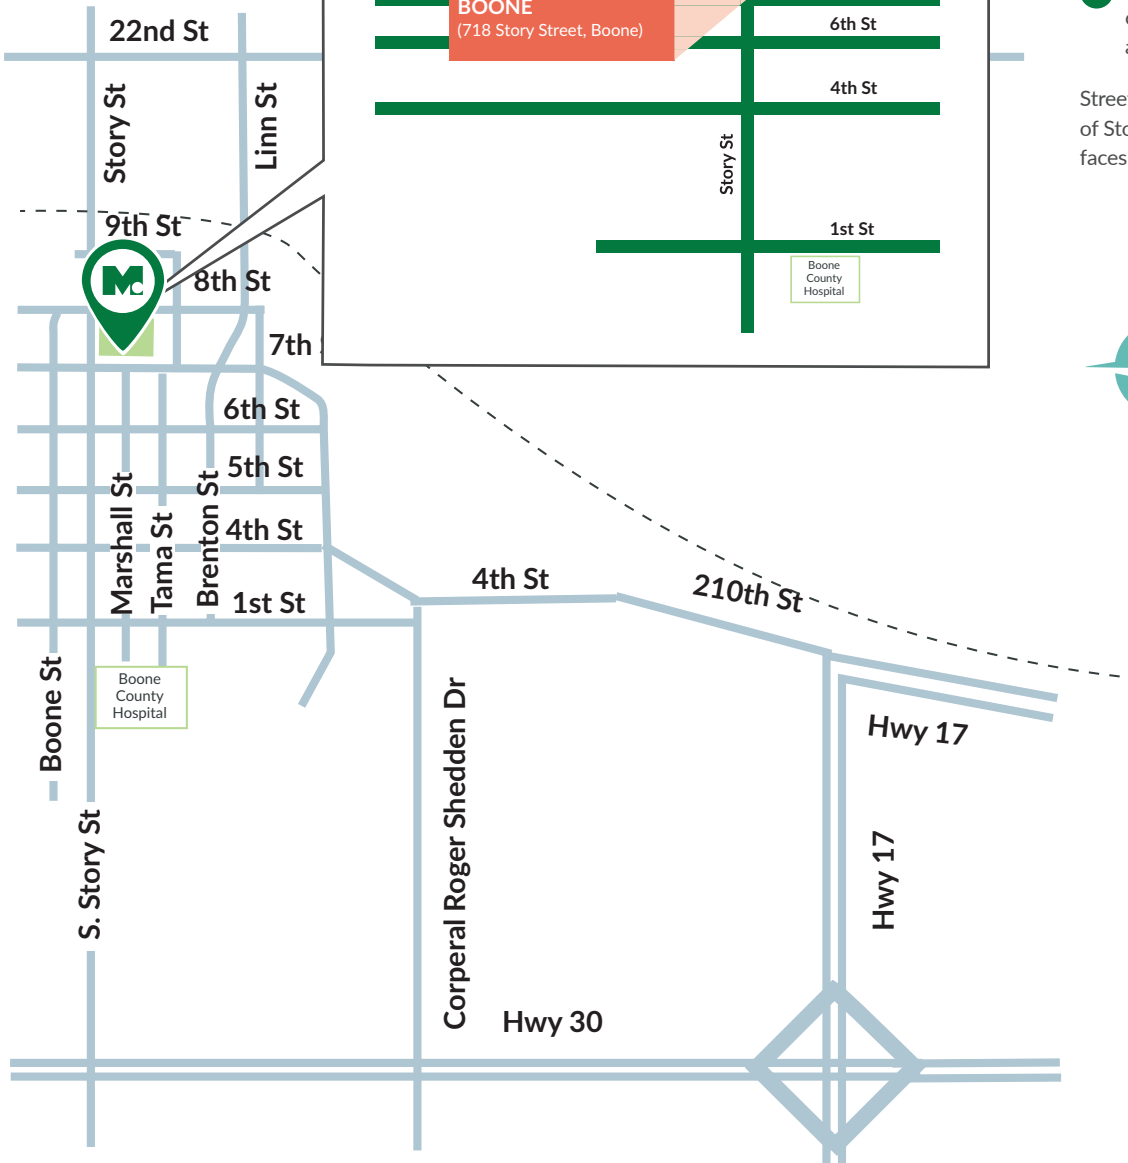 BOONE
(718 Story Street, Boone)
6th St
4th St
Story St
1st St
Boone
County
Hospital
22nd St
Story St
Linn St
9th St
M
8th St
7th
6th St
5th St
4th St
1st St
Marshall St
Tama St
Brenton St
Boone St
Boone
County
Hospital
S. Story St
4th St
210th St
Hwy 17
Hwy 17
Corperal Roger Shedden Dr
Hwy 30
of
faces